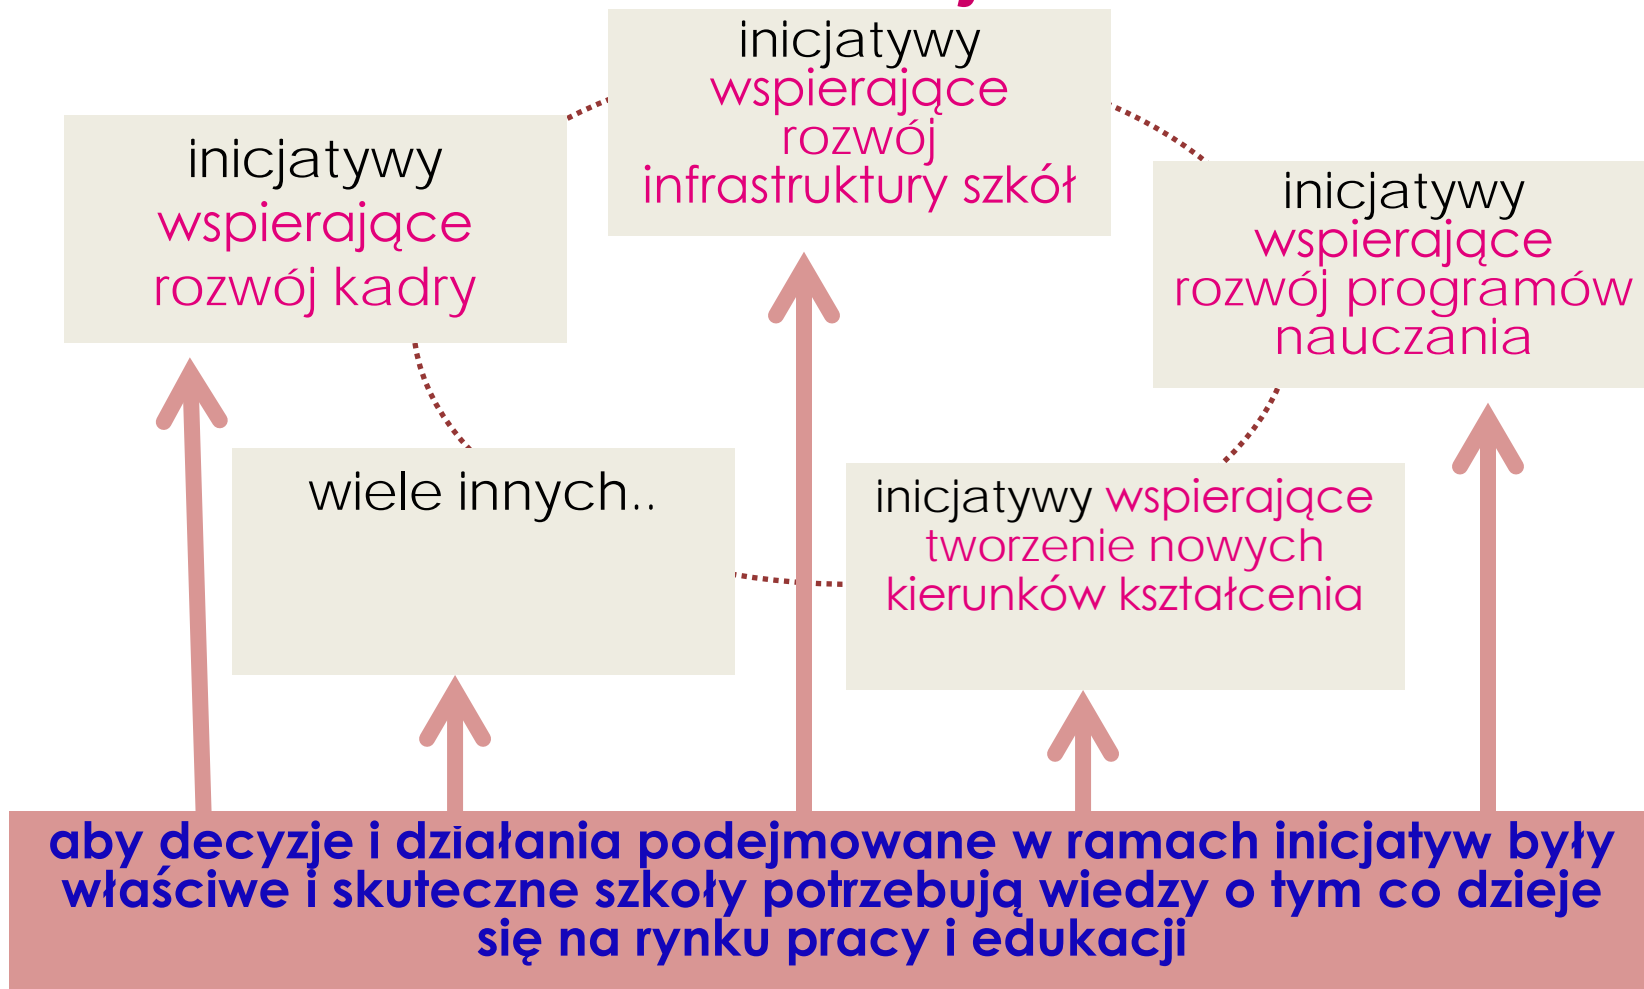 inicjatywy
wspierające
rozwój
infrastruktury szkół
inicjatywy
wspierające
rozwój kadry
inicjatywy
wspierające
rozwój programów
nauczania
wiele innych..
inicjatywy wspierające
tworzenie nowych
kierunków kształcenia
aby decyzje i działania podejmowane w ramach inicjatyw były
właściwe i skuteczne szkoły potrzebują wiedzy o tym co dzieje
się na rynku pracy i edukacji